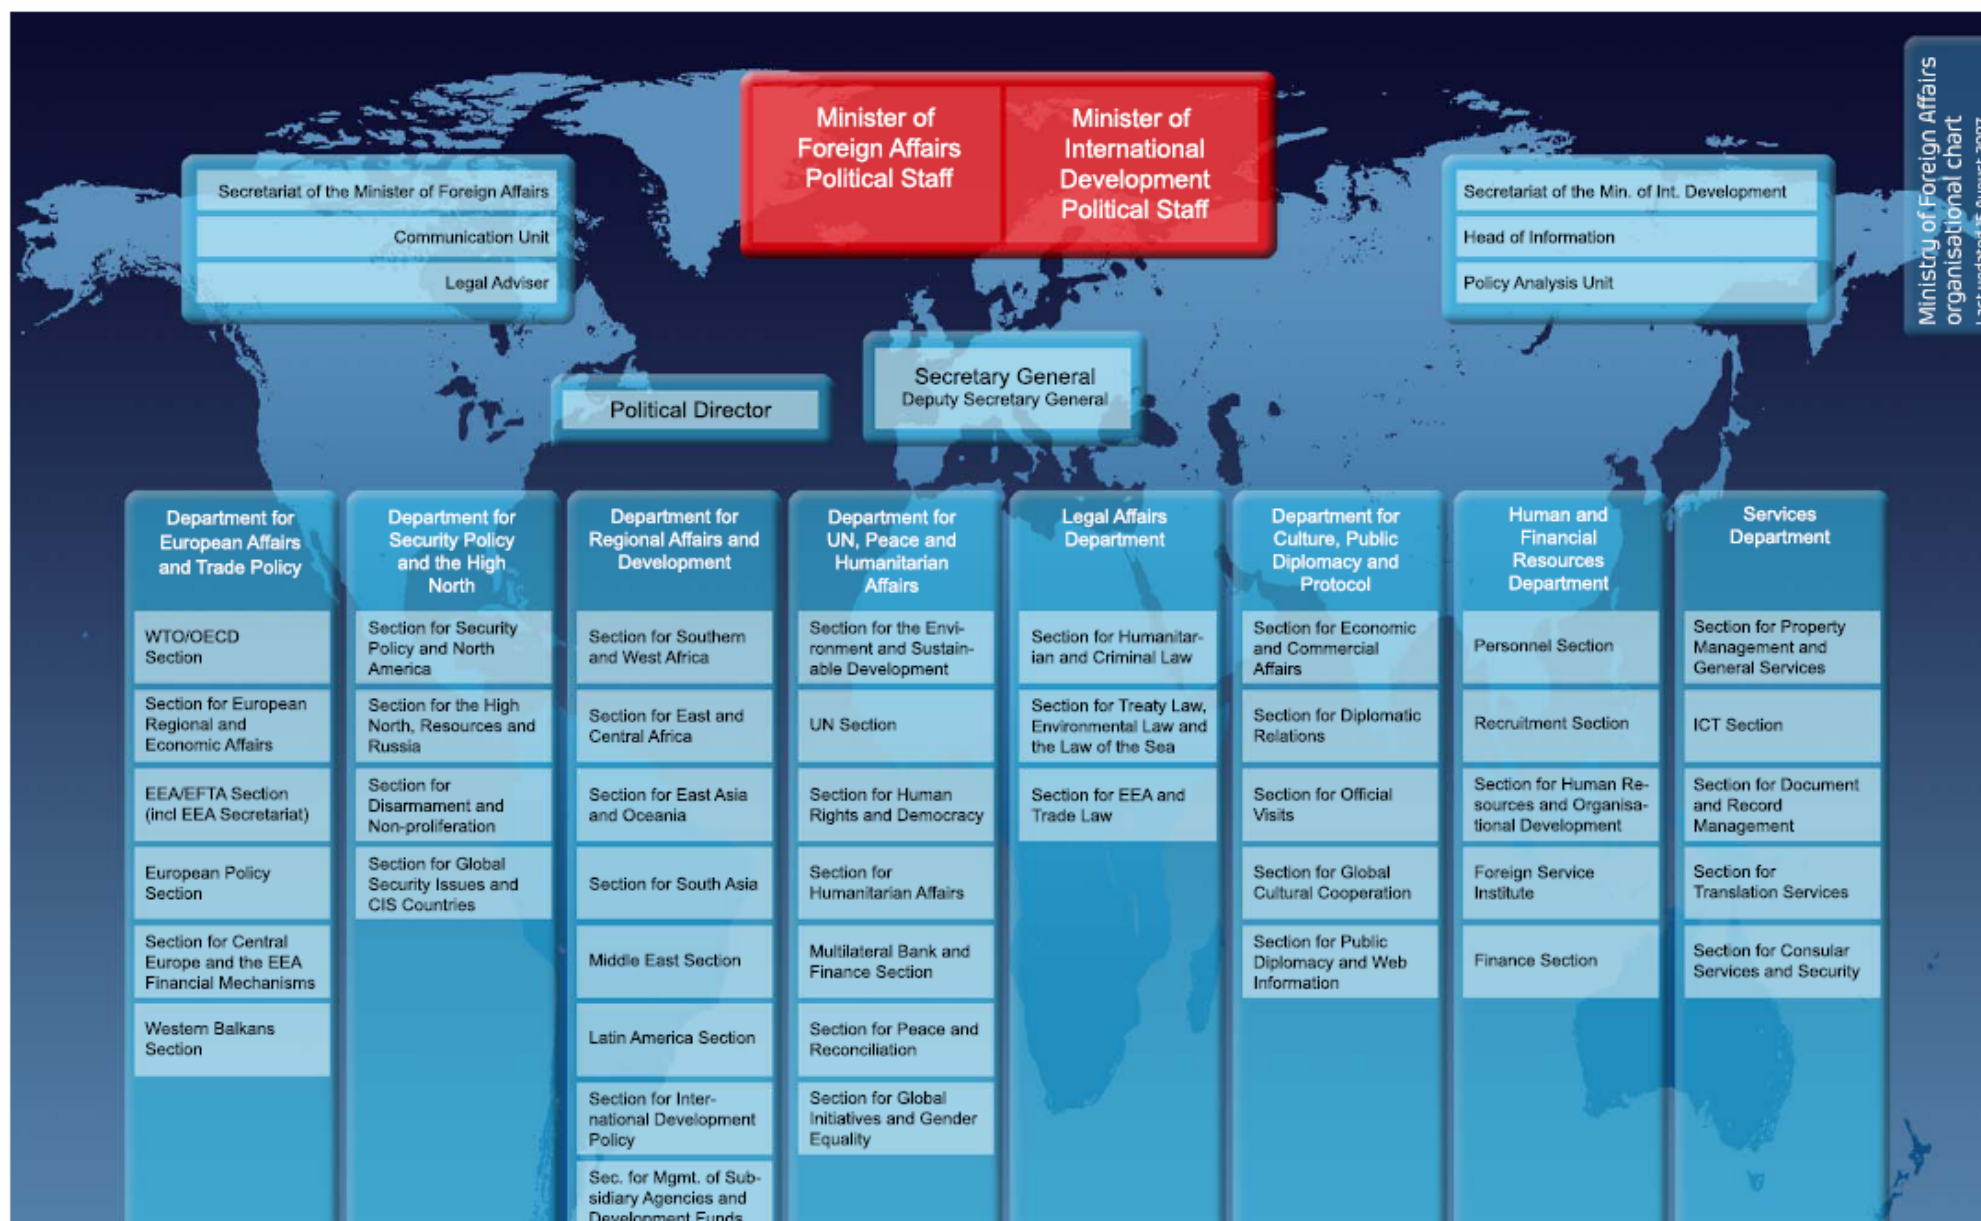 Minister of
Foreign Affairs
Political Staff
Minister of
International
Development
Political Staff
Secretariat of the Minister of Foreign Affairs
Communication Unit
Legal Adviser
Secretariat of the Min. of Int. Development
Head of Information
Policy Analysis Unit
Ministry of Foreign Affairs
organisational chart
Secretary General
Deputy Secretary General
Political Director
Department for
European Affairs
and Trade Policy
WTO/OECD
Section
Section for European
Regional and
Economic Affairs
EEA/EFTA Section
(incl EEA Secretariat)
European Policy
Section
Section for Central
Europe and the EEA
Financial Mechanisms
Western Balkans
Section
Department for
Security Policy
and the High
North
Section for Security
Policy and North
America
Section for the High
North, Resources and
Russia
Section for
Disarmament and
Non-proliferation
Section for Global
Security Issues and
CIS Countries
Department for
Regional Affairs and
Development
Section for Southern
and West Africa
Section for East and
Central Africa
Section for East Asia
and Oceania
Section for South Asia
Middle East Section
Latin America Section
Section for Inter-
national Development
Policy
Sec. for Mgmt. of Sub-
sidiary Agencies and
Development Funds
Department for
UN, Peace and
Humanitarian
Affairs
Section for the Envi-
ronment and Sustain-
able Development
UN Section
Section for Human
Rights and Democracy
Section for
Humanitarian Affairs
Multilateral Bank and
Finance Section
Section for Peace and
Reconciliation
Section for Global
Initiatives and Gender
Equality
Legal Affairs
Department
Section for Humanitar-
ian and Criminal Law
Section for Treaty Law,
Environmental Law and
the Law of the Sea
Section for EEA and
Trade Law
Department for
Culture, Public
Diplomacy and
Protocol
Section for Economic
and Commercial
Affairs
Section for Diplomatic
Relations
Section for Official
Visits
Section for Global
Cultural Cooperation
Section for Public
Diplomacy and Web
Information
Human and
Financial
Resources
Department
Personnel Section
Recruitment Section
Section for Human Re-
sources and Organisa-
tional Development
Foreign Service
Institute
Finance Section
Services
Department
Section for Property
Management and
General Services
ICT Section
Section for Document
and Record
Management
Section for
Translation Services
Section for Consular
Services and Security